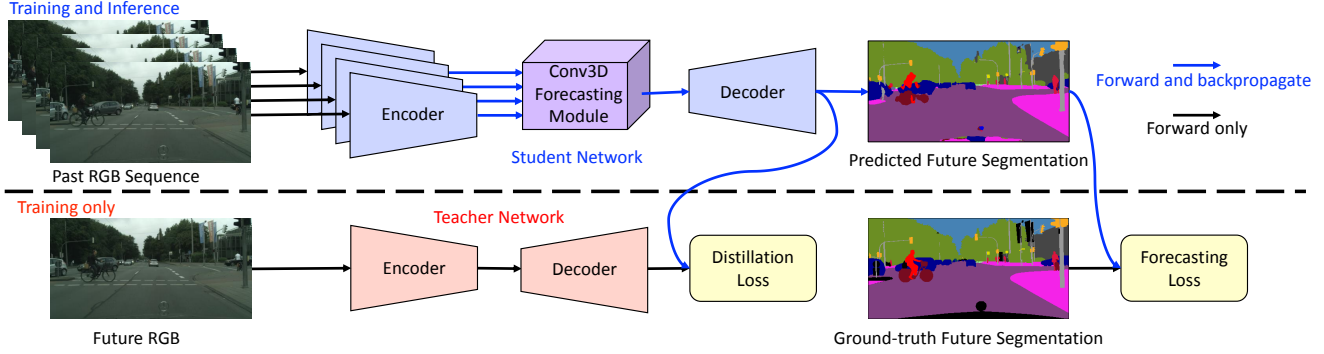 Training and Inference
Past RGB Sequence
Encoder
Conv3D
Forecasting
Module
Student Network
Decoder
Predicted Future Segmentation
Forward and backpropagate
Forward only
Training only
Future RGB
Teacher Network
Encoder
Decoder
Distillation
Loss
Ground-truth Future Segmentation
Forecasting
Loss